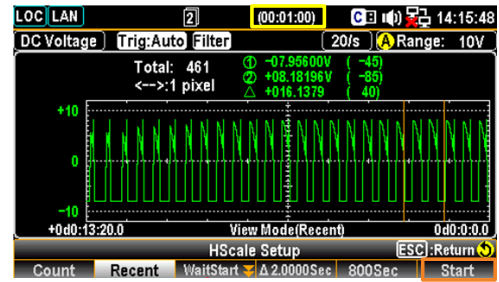 LOC LAN 2 (00:01:00) C 14:15:48
DC Voltage Trig:Auto Filter 20/s A Range: 10V
Total: 461 ① -07.95600V ( -45)
<-->:1 pixel ② +08.18196V ( -85)
△ +016.1379 ( 40)
+10
0
-10
+0d0:13:20.0 View Mode(Recent) 0d0:0:0.0
HScale Setup ESC :Return
Count Recent WaitStart Δ2.0000Sec 800Sec Start